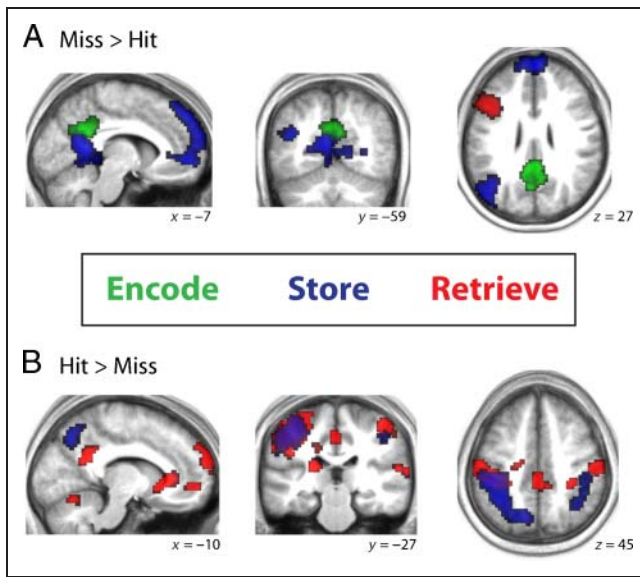 A Miss > Hit
x = –7
y = –59
z = 27
Encode Store Retrieve
B Hit > Miss
x = –10
y = –27
z = 45